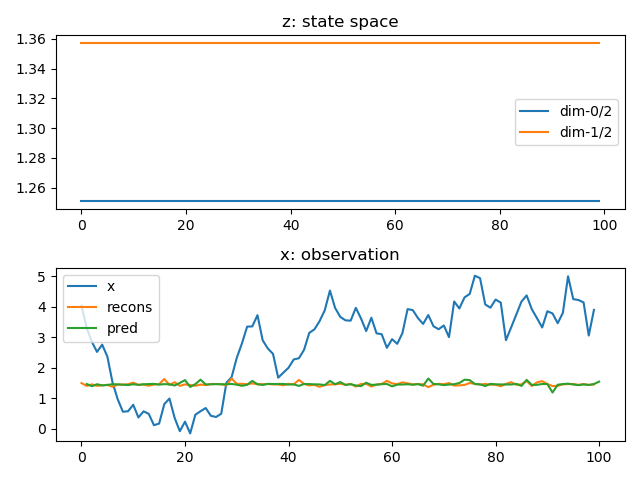 z: state space
1.36
1.34
1.32
1.30
1.28
1.26
dim-0/2
dim-1/2
0 20 40 60 80 100
x: observation
5
4
3
2
1
0
x
recons
pred
0 20 40 60 80 100